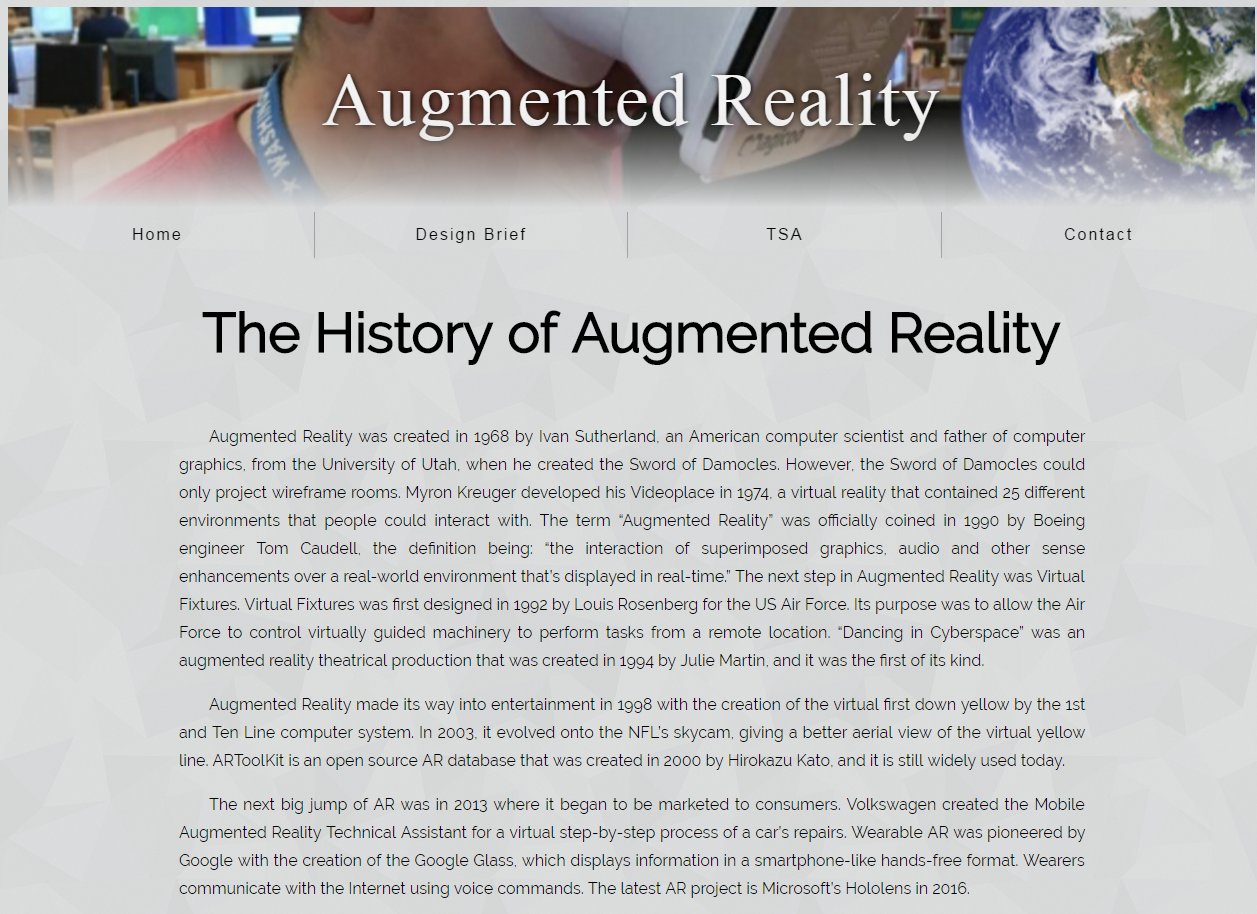 Augmented Reality
Home
Design Brief
TSA
Contact
The History of Augmented Reality
Augmented Reality was created in 1968 by Ivan Sutherland, an American computer scientist and father of computer
graphics, from the University of Utah, when he created the Sword of Damocles. However, the Sword of Damocles could
only project wireframe rooms. Myron Kreuger developed his Videoplace in 1974, a virtual reality that contained 25 different
environments that people could interact with. The term “Augmented Reality” was officially coined in 1990 by Boeing
engineer Tom Caudell, the definition being: “the interaction of superimposed graphics, audio and other sense
enhancements over a real-world environment that’s displayed in real-time.” The next step in Augmented Reality was Virtual
Fixtures. Virtual Fixtures was first designed in 1992 by Louis Rosenberg for the US Air Force. Its purpose was to allow the Air
Force to control virtually guided machinery to perform tasks from a remote location. “Dancing in Cyberspace” was an
augmented reality theatrical production that was created in 1994 by Julie Martin, and it was the first of its kind.
Augmented Reality made its way into entertainment in 1998 with the creation of the virtual first down yellow by the 1st
and Ten Line computer system. In 2003, it evolved onto the NFL’s skycam, giving a better aerial view of the virtual yellow
line. ARToolKit is an open source AR database that was created in 2000 by Hirokazu Kato, and it is still widely used today.
The next big jump of AR was in 2013 where it began to be marketed to consumers. Volkswagen created the Mobile
Augmented Reality Technical Assistant for a virtual step-by-step process of a car’s repairs. Wearable AR was pioneered by
Google with the creation of the Google Glass, which displays information in a smartphone-like hands-free format. Wearers
communicate with the Internet using voice commands. The latest AR project is Microsoft’s Hololens in 2016.